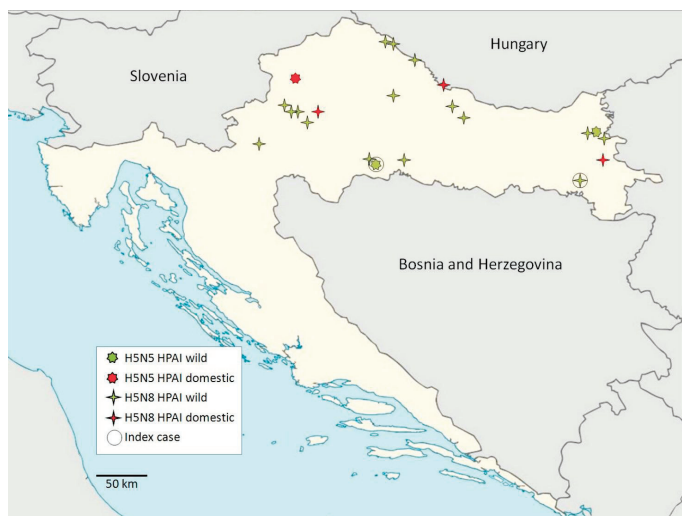 Hungary
Slovenia
Bosnia and Herzegovina
H5N5 HPAI wild
H5N5 HPAI domestic
H5N8 HPAI wild
H5N8 HPAI domestic
Index case
50 km